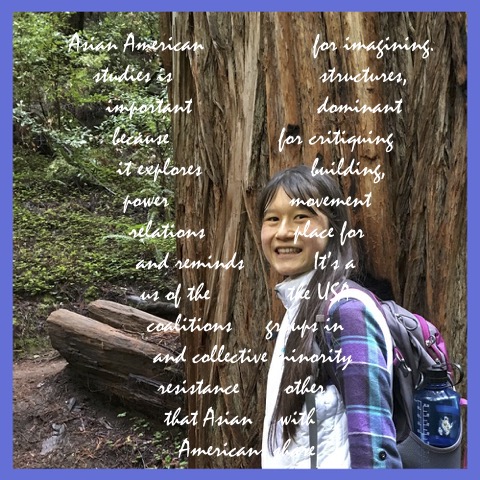 Asian American
studies is
important
because
it explores
power
relations
and reminds
us of the
coalitions
and collective
resistance
that Asian
American
share
with
other
minority
groups in
the USA
It's a
place for
movement
building,
for critiquing
dominant
structures,
for imagining.